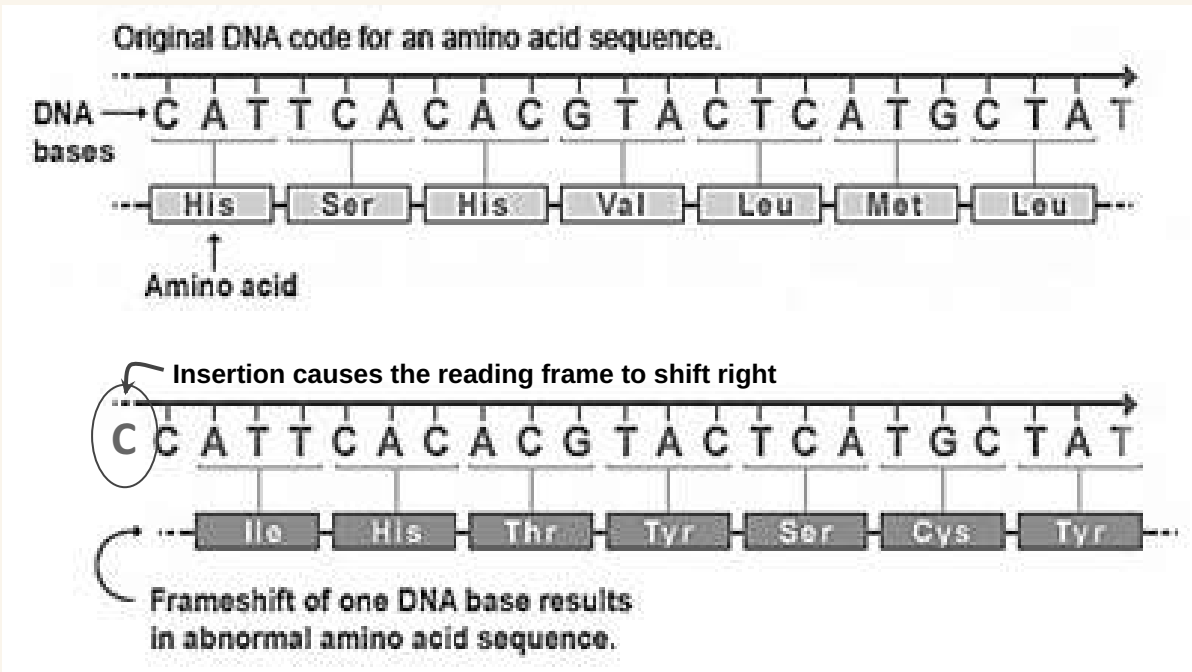 Original DNA code for an amino acid sequence.
DNA bases
C A T T C A C A C G T A C T C A T G C T A T
His Ser His Val Leu Met Leu
Amino acid
Insertion causes the reading frame to shift right
C C A T T C A C A C G T A C T C A T G C T A T
Ile His Thr Tyr Ser Cys Tyr
Frameshift of one DNA base results
in abnormal amino acid sequence.